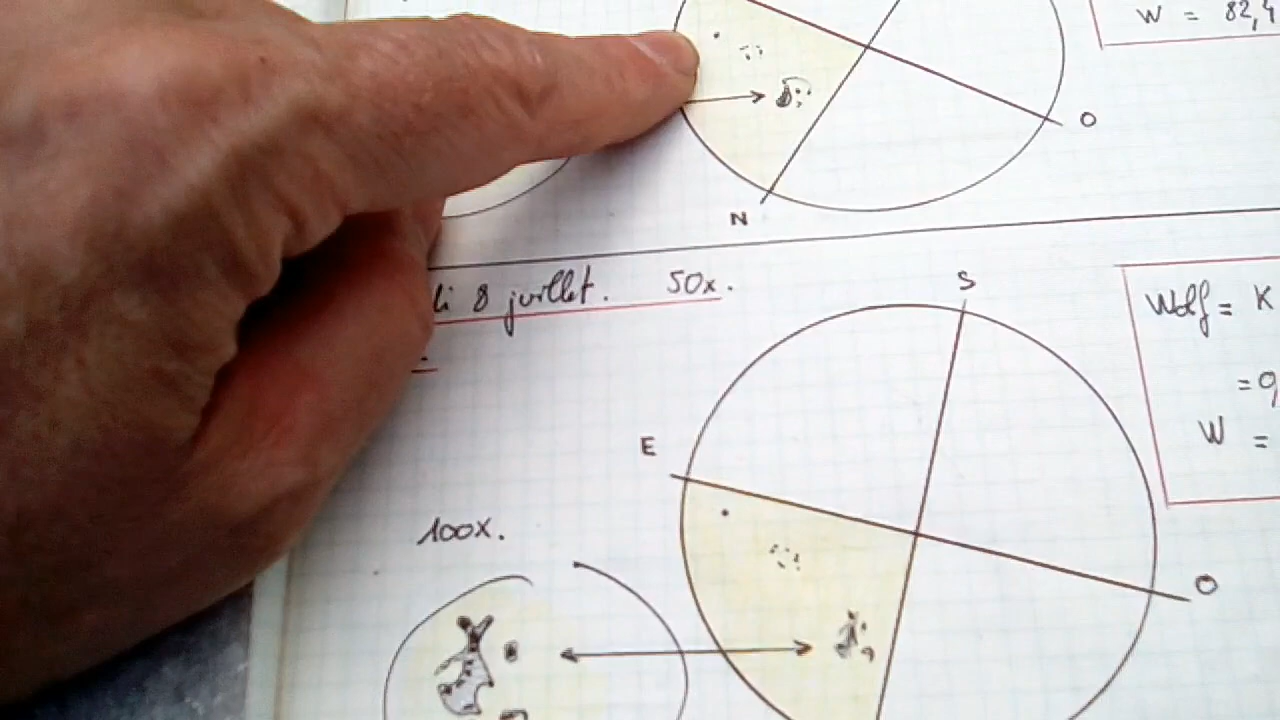 W = 82,4
O
N
li 8 juillet. 50x.
S
Wolf = K
= 9
W =
E
100x.
O